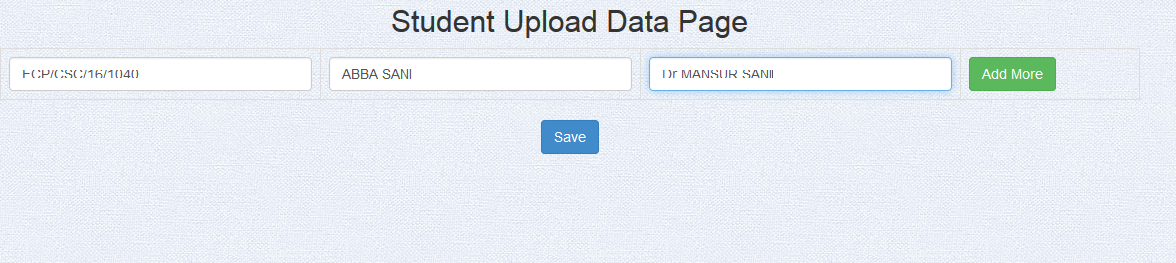 Student Upload Data Page
FCP/CSC/16/1040 ABBA SANI Dr MANSUR SANI Add More
Save